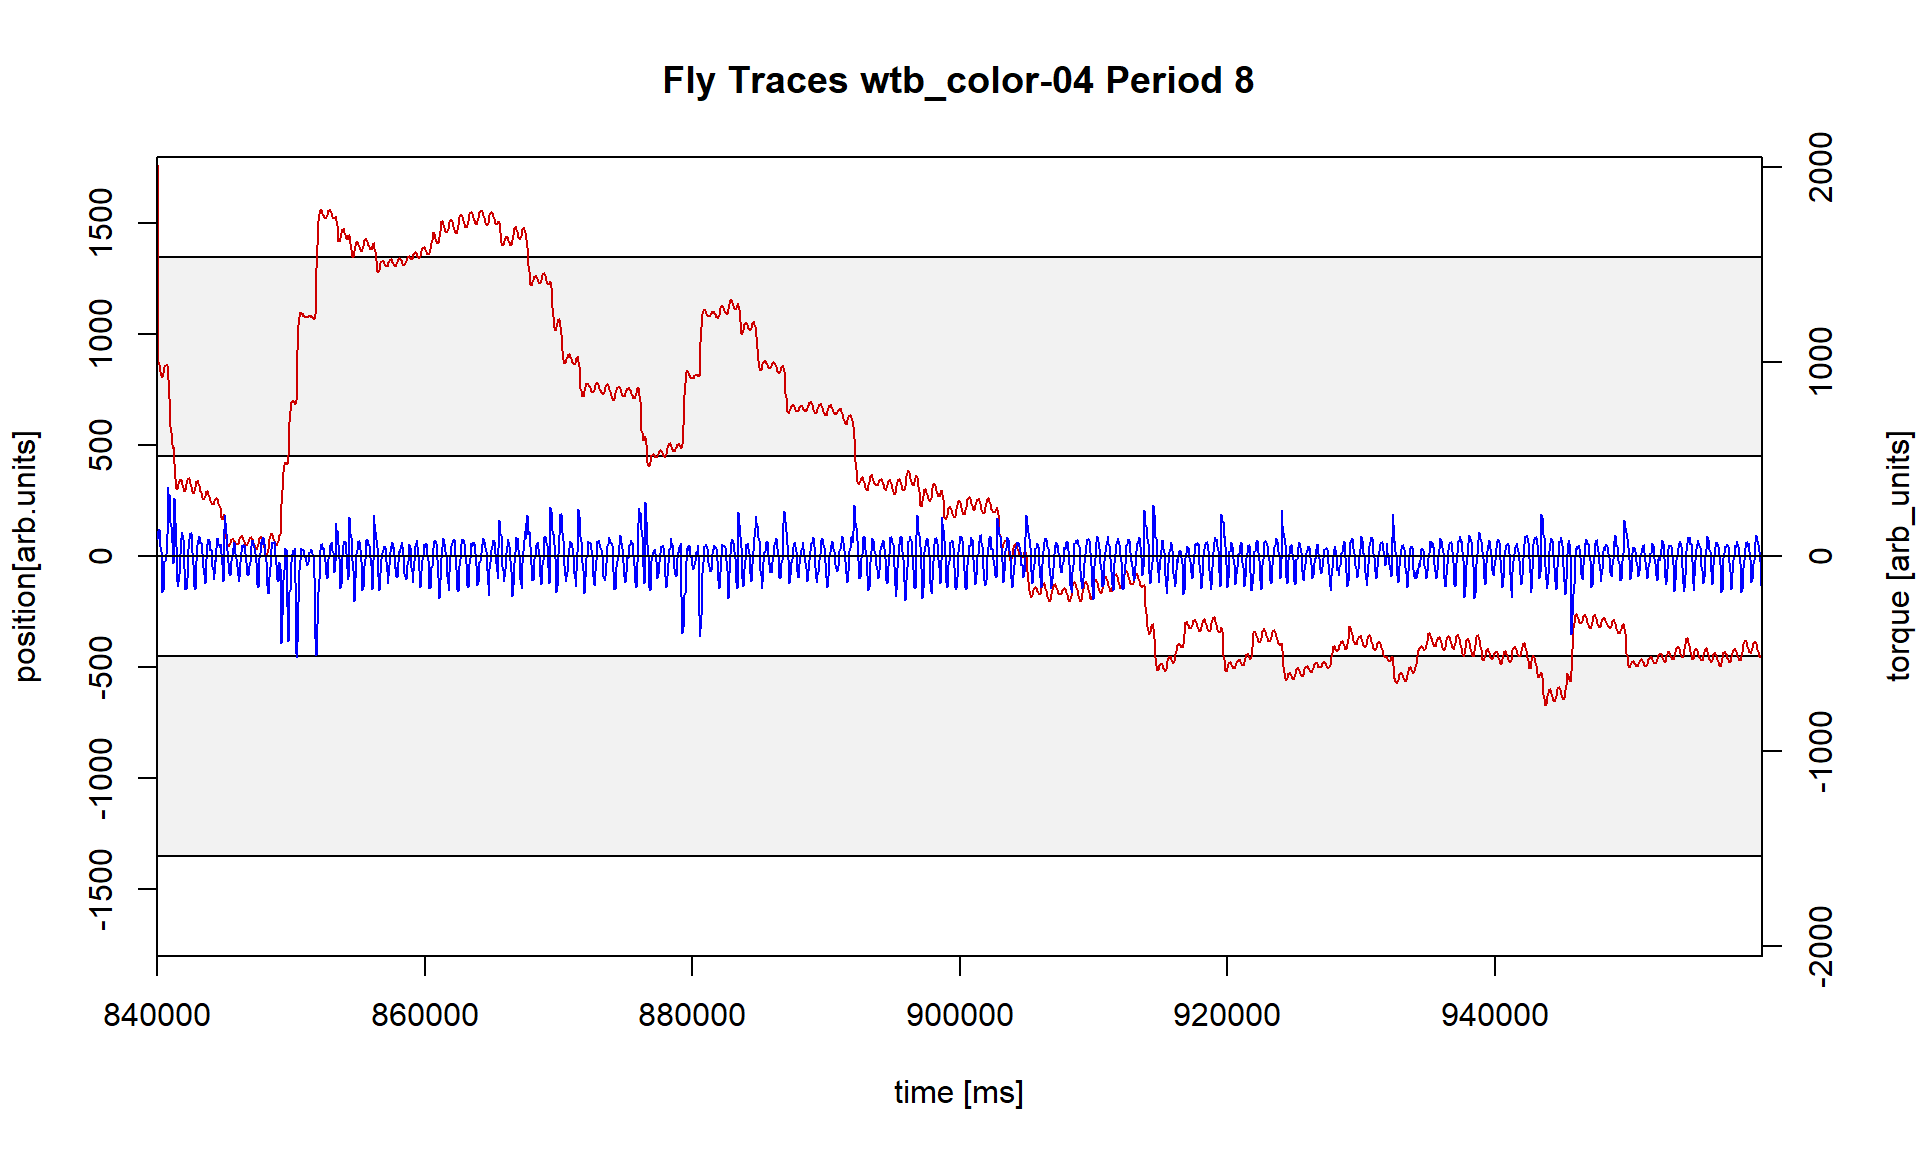 Fly Traces wtb_color-04 Period 8
position[arb.units]
1500
1000
500
0
-500
-1000
-1500
2000
1000
0
-1000
-2000
torque [arb_units]
840000 860000 880000 900000 920000 940000
time [ms]